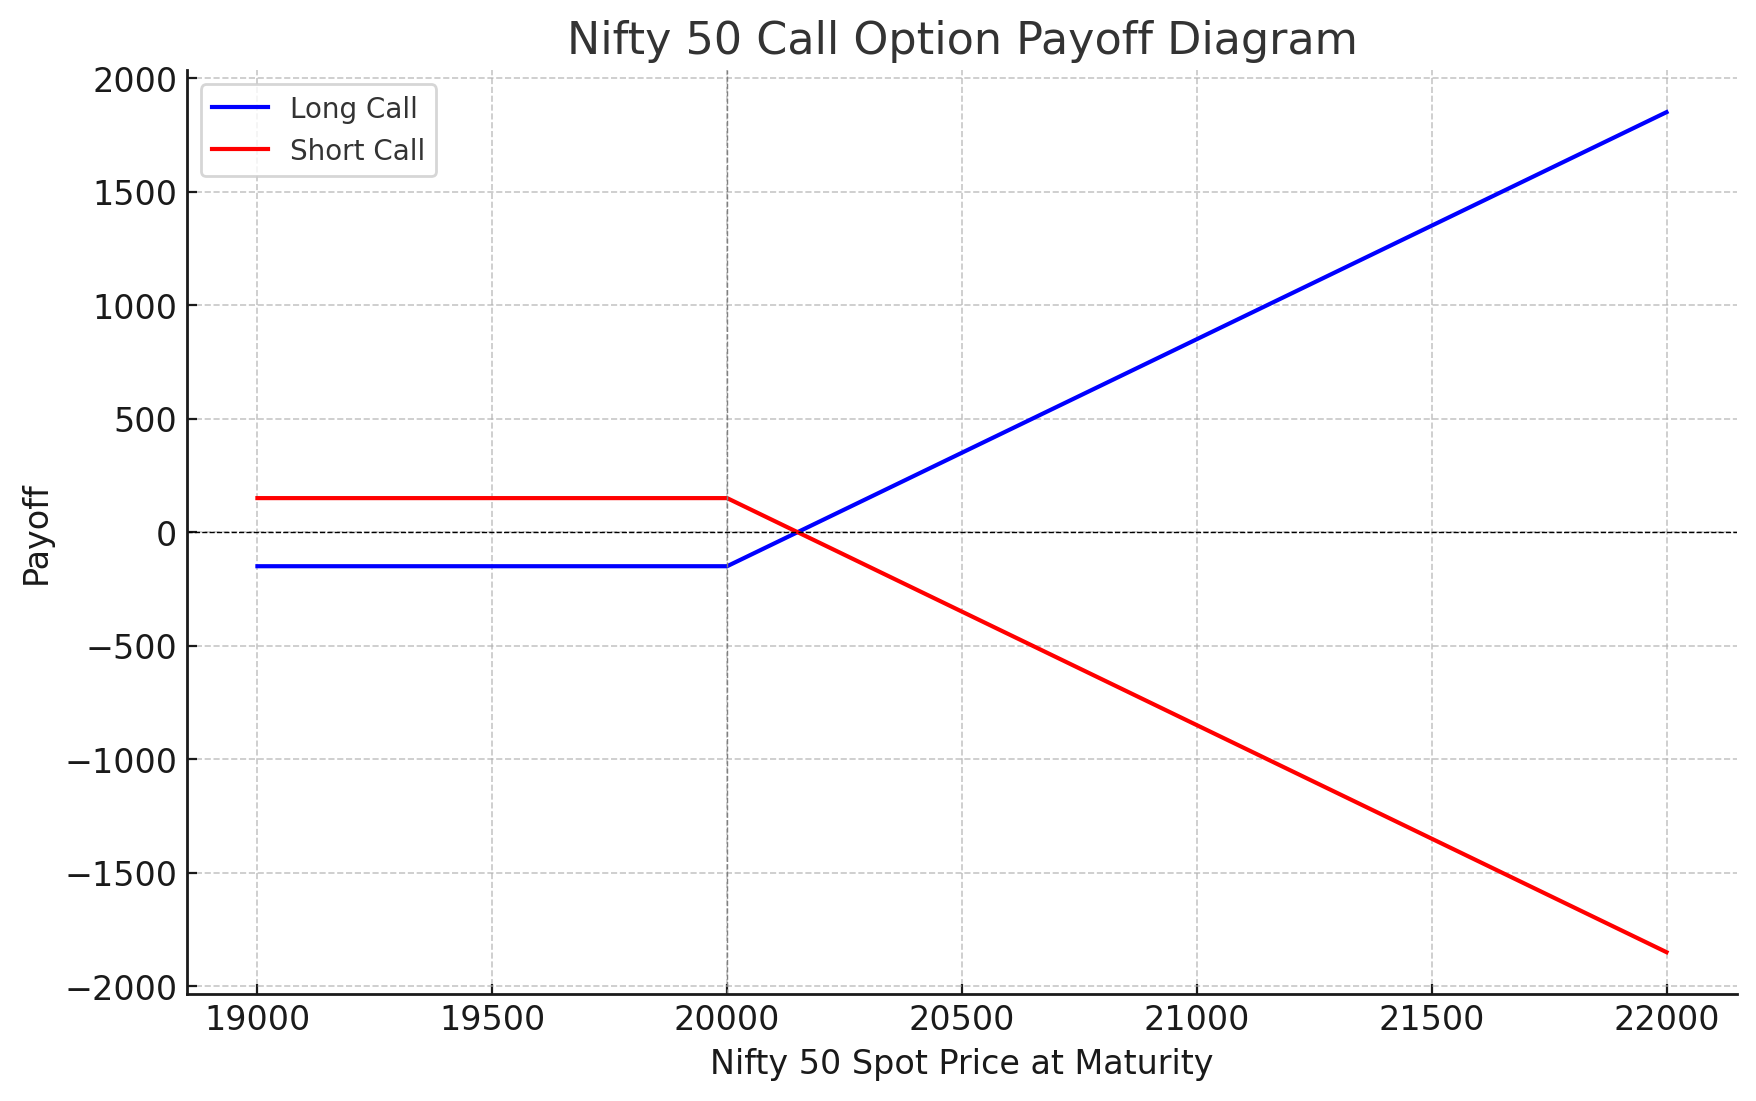 Nifty 50 Call Option Payoff Diagram
Long Call
Short Call
2000
1500
1000
500
0
−500
−1000
−1500
−2000
Payoff
19000 19500 20000 20500 21000 21500 22000
Nifty 50 Spot Price at Maturity